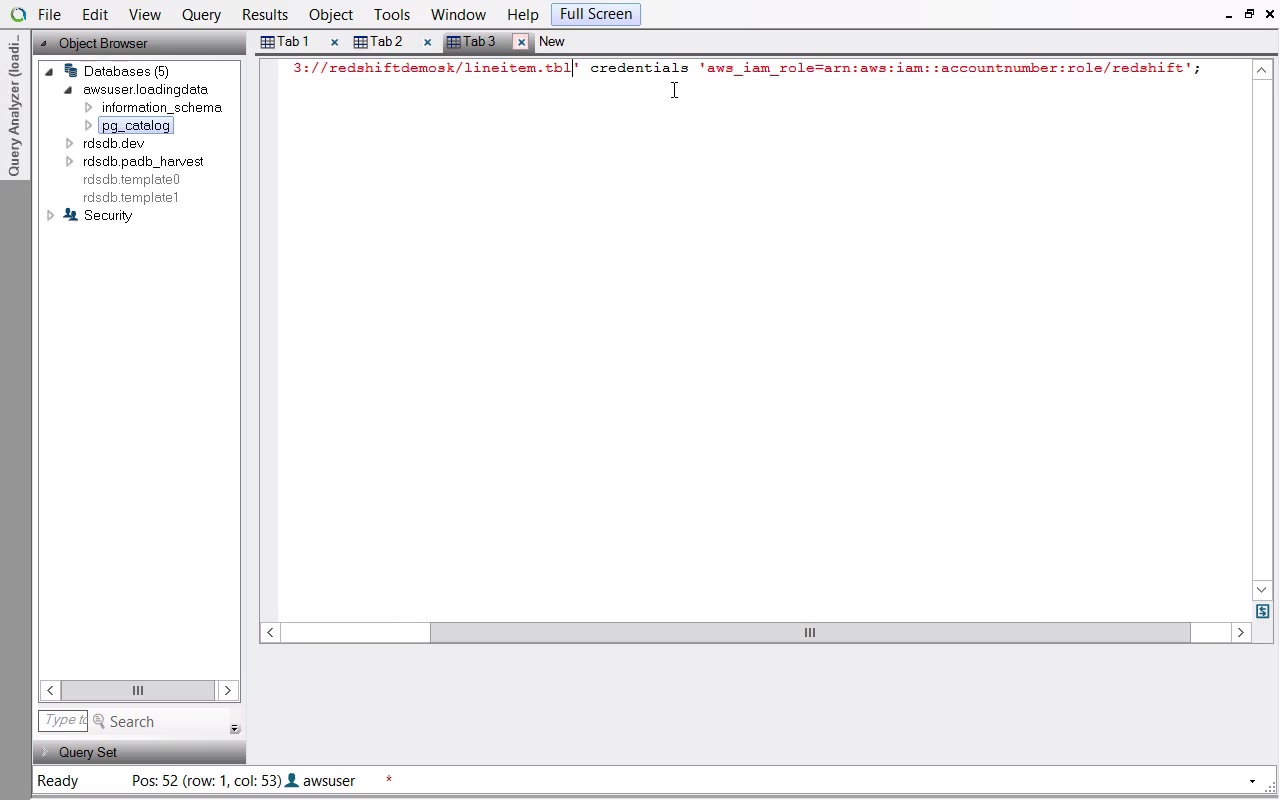 File Edit View Query Results Object Tools Window Help Full Screen
Query Analyzer (loadi...
Object Browser
Tab 1 Tab 2 Tab 3 New
Databases (5)
awsuser.loadingdata
information_schema
pg_catalog
rdsdb.dev
rdsdb.padb_harvest
rdsdb.template0
rdsdb.template1
Security
3://redshiftdemosk/lineitem.tbl' credentials 'aws_iam_role=arn:aws:iam::accountnumber:role/redshift';
Type to Search
Query Set
Ready Pos: 52 (row: 1, col: 53) awsuser *